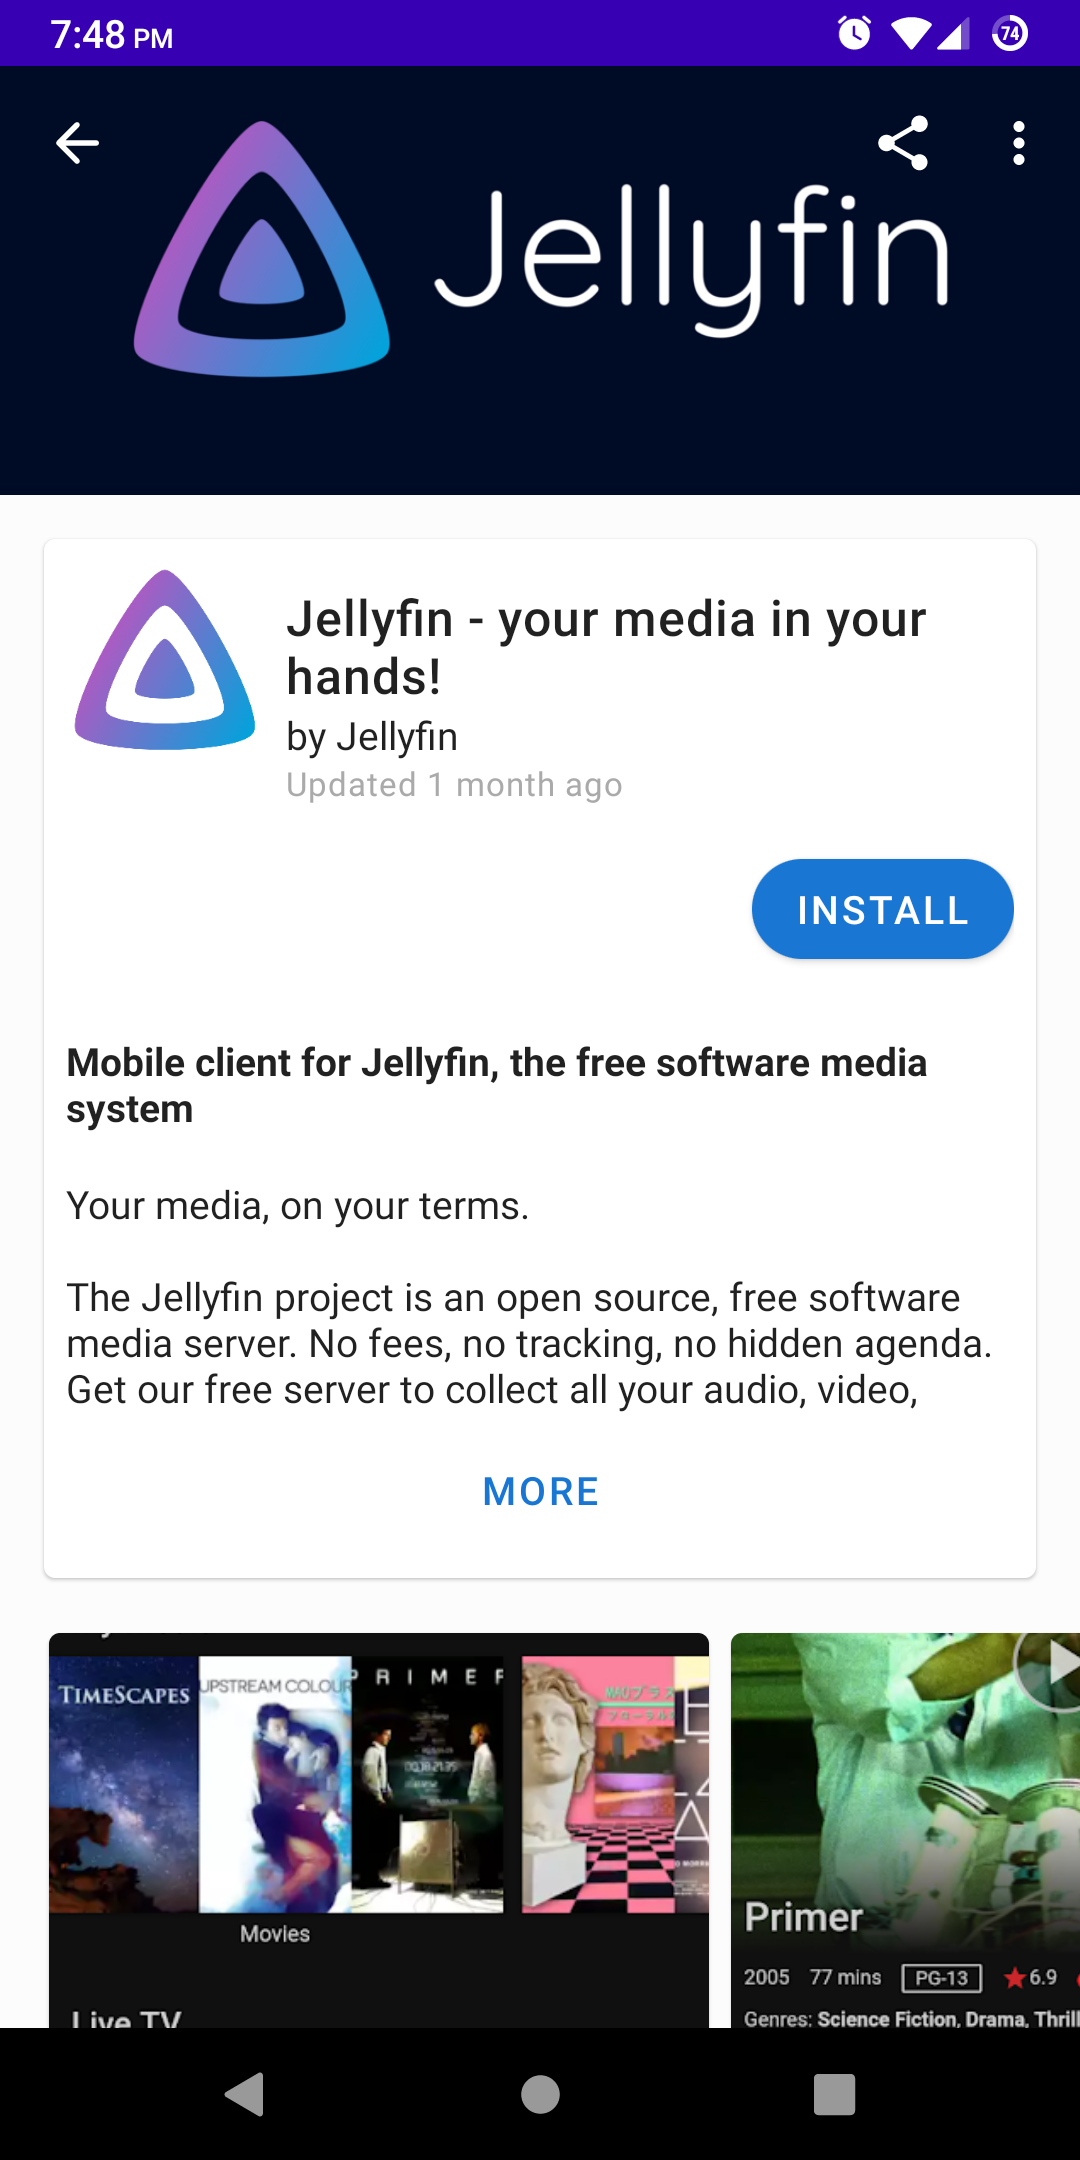 7:48 PM
74
Jellyfin
Jellyfin - your media in your
hands!
by Jellyfin
Updated 1 month ago
INSTALL
Mobile client for Jellyfin, the free software media
system
Your media, on your terms.
The Jellyfin project is an open source, free software
media server. No fees, no tracking, no hidden agenda.
Get our free server to collect all your audio, video,
MORE
TIMESCAPES
UPSTREAM COLOUR
PRIMER
Movies
Live TV
Primer
2005 77 mins PG-13 6.9
Genres: Science Fiction, Drama, Thrill